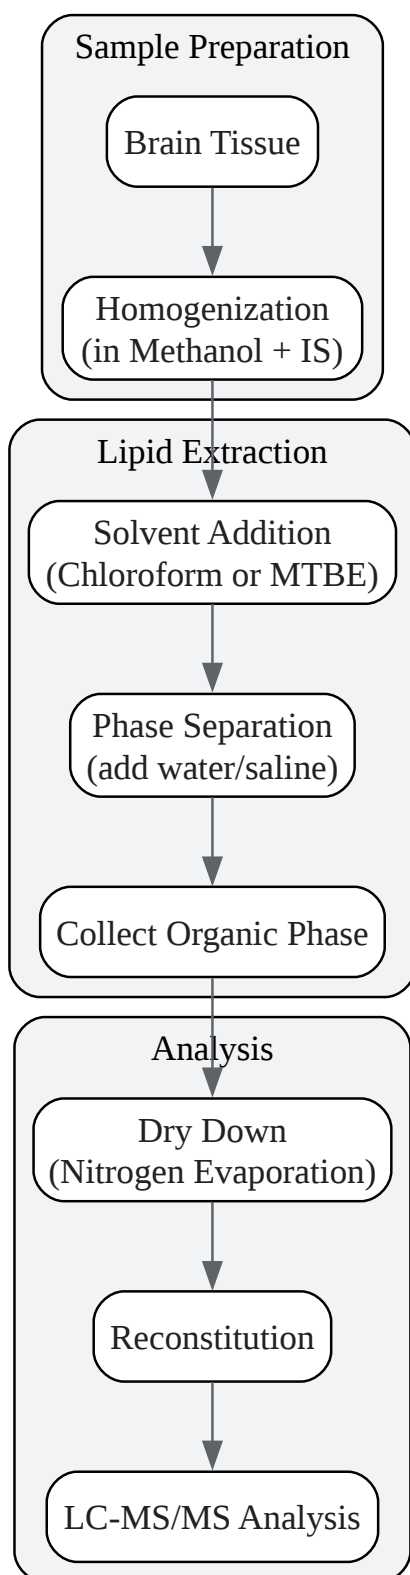 Sample Preparation
Brain Tissue
Homogenization
(in Methanol + IS)
Lipid Extraction
Solvent Addition
(Chloroform or MTBE)
Phase Separation
(add water/saline)
Collect Organic Phase
Analysis
Dry Down
(Nitrogen Evaporation)
Reconstitution
LC-MS/MS Analysis